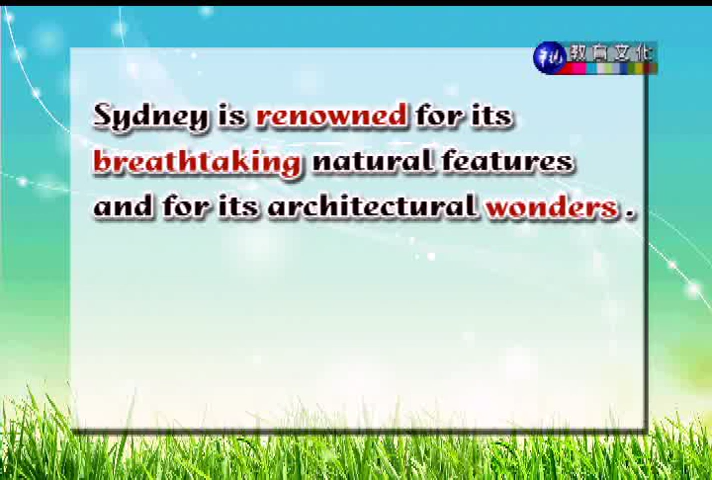 教育文化
Sydney is renowned for its
breathtaking natural features
and for its architectural wonders .